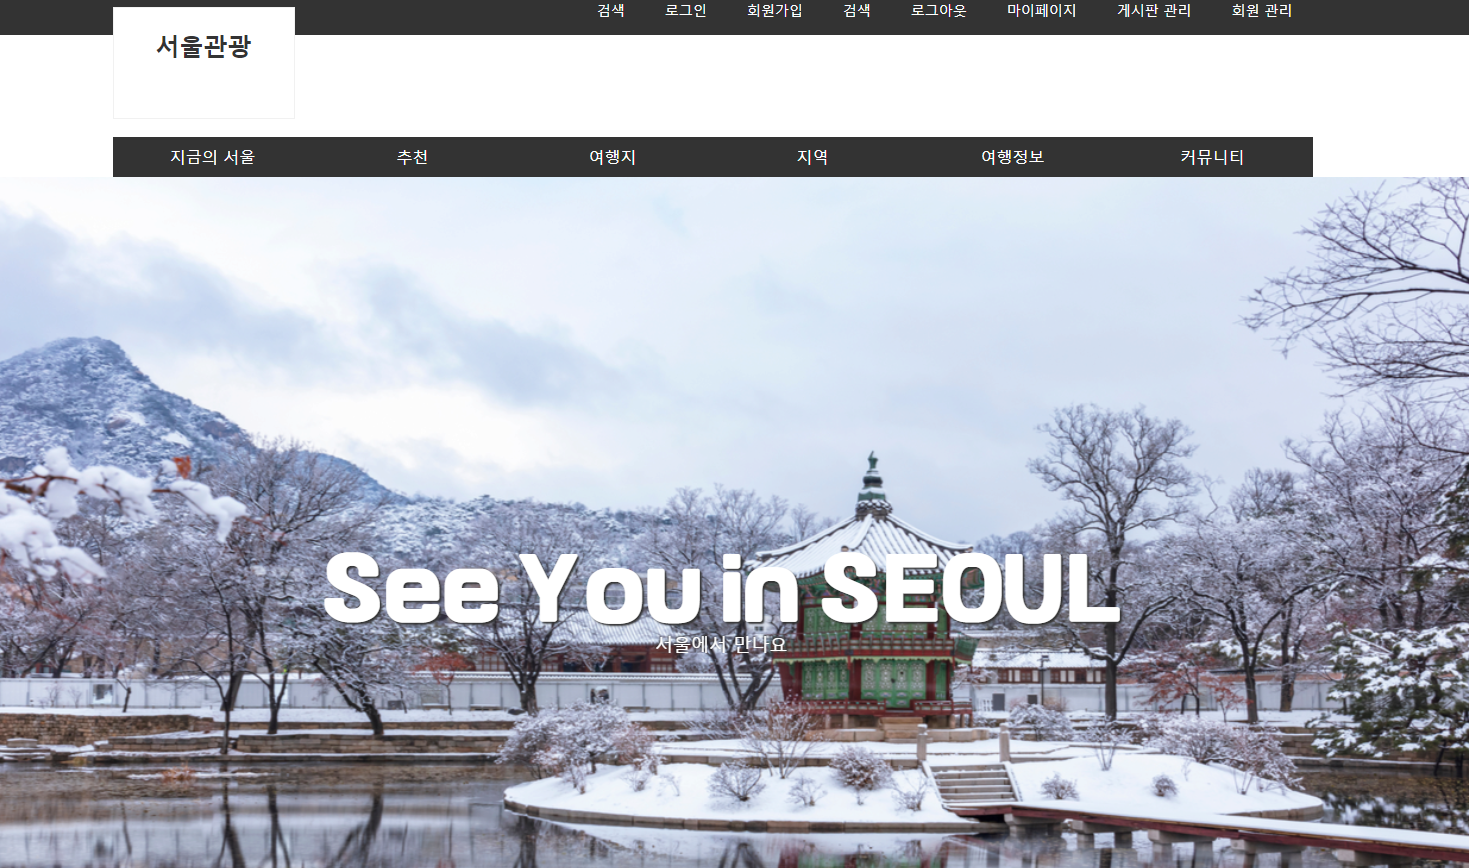 검색 로그인 회원가입 검색 로그아웃 마이페이지 게시판 관리 회원 관리
서울관광
지금의 서울 추천 여행지 지역 여행정보 커뮤니티
See You in SEOUL
서울에서 만나요